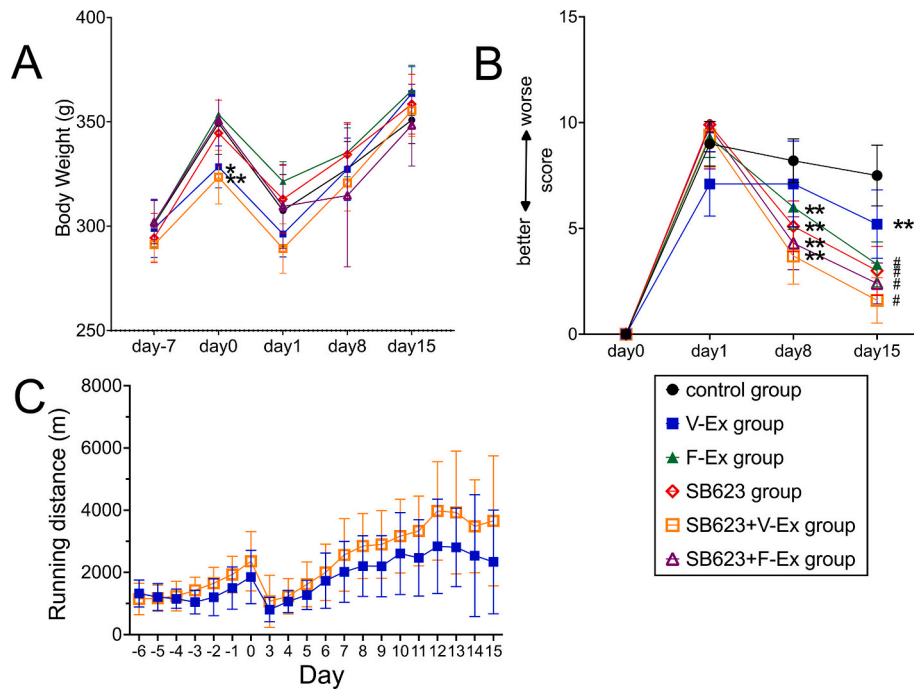 A
Body Weight (g)
400
350
300
250
day-7 day0 day1 day8 day15
*
**
B
better ↔ worse
score
15
10
5
0
day0 day1 day8 day15
**
**
**
**
**
#
#
#
#
C
Running distance (m)
8000
6000
4000
2000
0
-6 -5 -4 -3 -2 -1 0 3 4 5 6 7 8 9 10 11 12 13 14 15
Day
control group
V-Ex group
F-Ex group
SB623 group
SB623+V-Ex group
SB623+F-Ex group